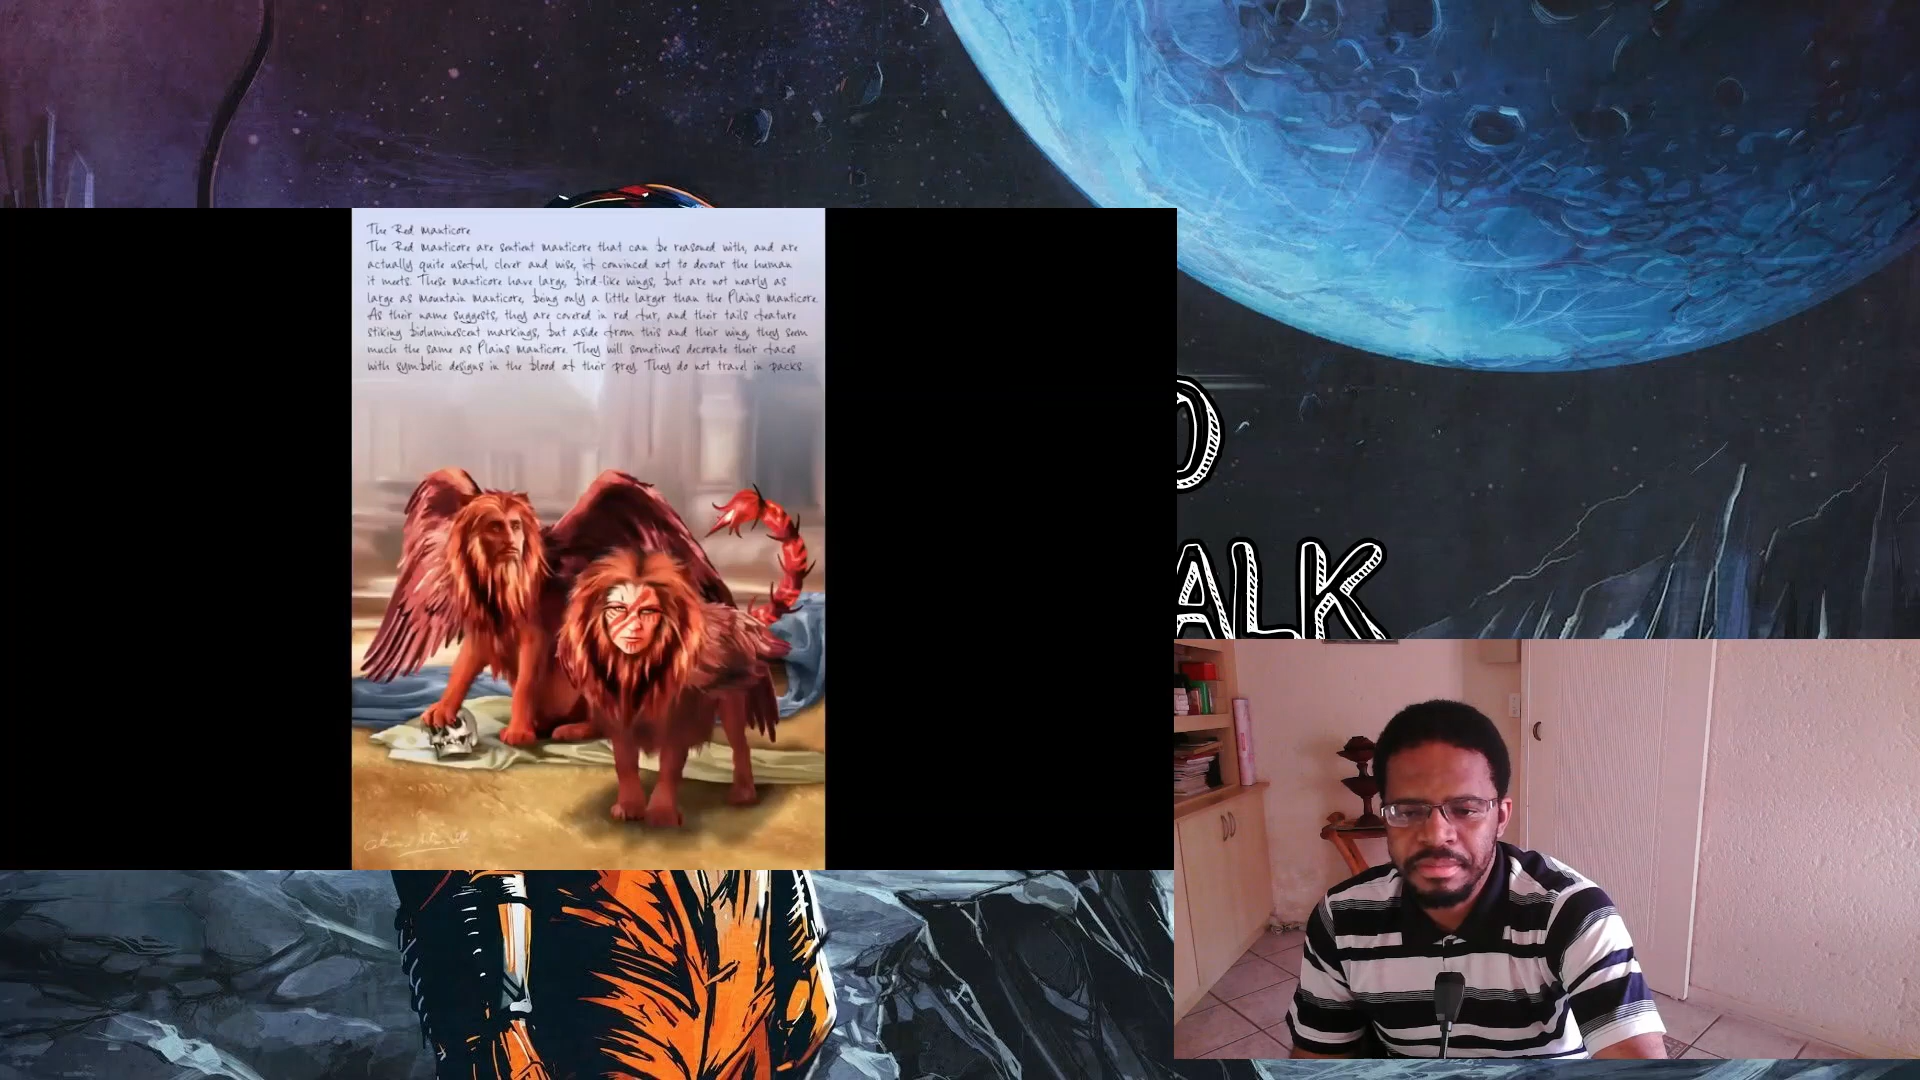 The Red Manticore
The Red Manticore are sentient manticore that can be reasoned with, and are
actually quite useful, clever and wise, if convinced not to devour the human
it meets. These manticore have large, bird-like wings, but are not nearly as
large as mountain manticore, being only a little larger than the Plains manticore.
As their name suggests, they are covered in red fur, and their tails feature
stiking bioluminescent markings, but aside from this and their wing, they seem
much the same as Plains manticore. They will sometimes decorate their faces
with symbolic designs in the blood of their prey. They do not travel in packs.
O
ALK